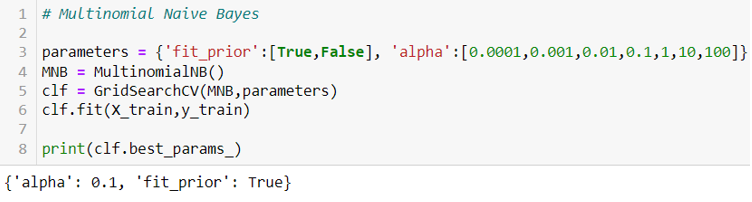 1 # Multinomial Naive Bayes
2
3 parameters = {'fit_prior':[True,False], 'alpha':[0.0001,0.001,0.01,0.1,1,10,100]}
4 MNB = MultinomialNB()
5 clf = GridSearchCV(MNB,parameters)
6 clf.fit(X_train,y_train)
7
8 print(clf.best_params_)
{'alpha': 0.1, 'fit_prior': True}